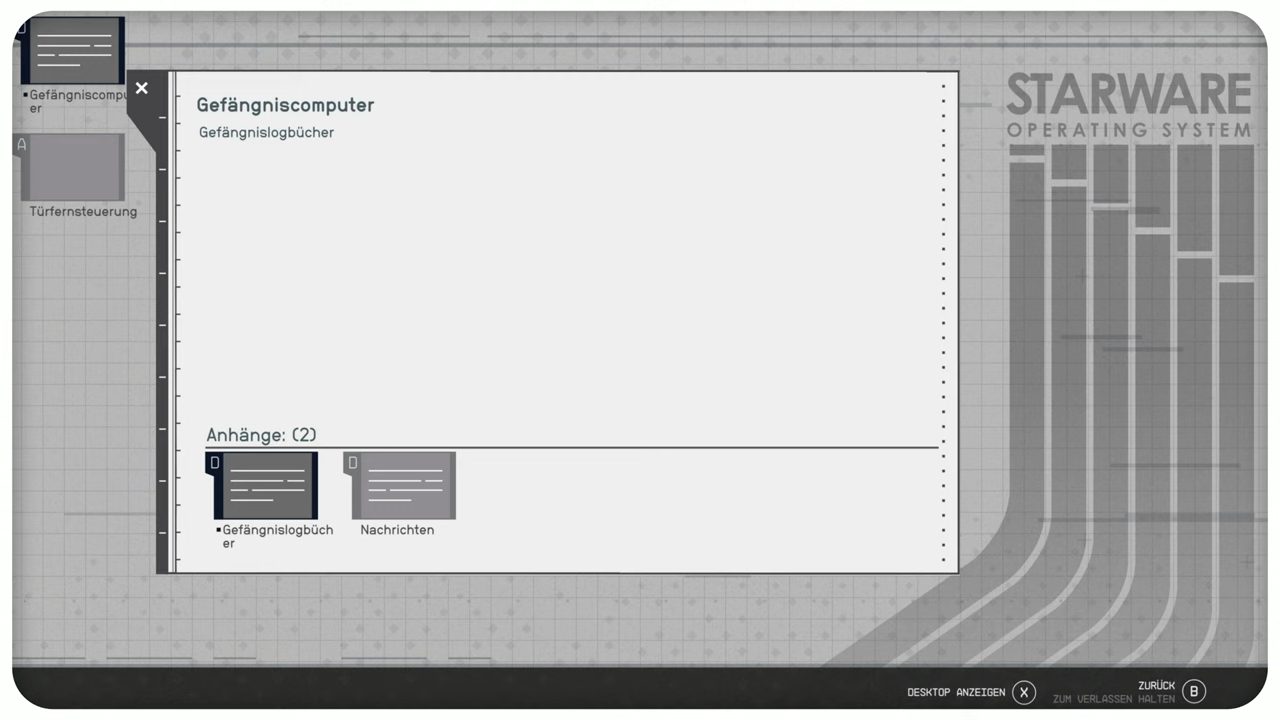 D
Gefängniscompu
er
A
Türfernsteuerung
×
Gefängniscomputer
Gefängnislogbücher
Anhänge: (2)
D
Gefängnislogbüch
er
D
Nachrichten
STARWARE
OPERATING SYSTEM
DESKTOP ANZEIGEN X
ZURÜCK B
ZUM VERLASSEN HALTEN